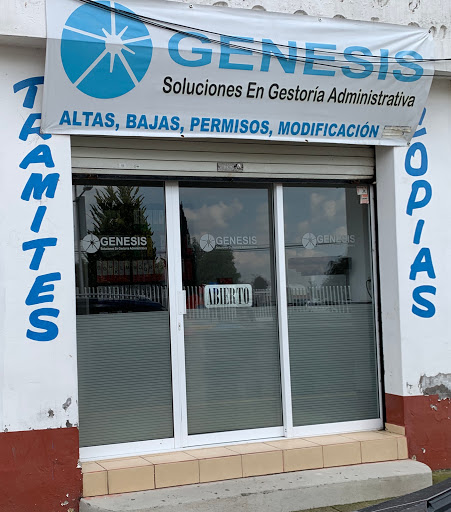 GENESIS
Soluciones En Gestoría Administrativa
ALTAS, BAJAS, PERMISOS, MODIFICACIÓN
TRAMITES
COPIAS
GENESIS
GENESIS
GENESIS
ABIERTO